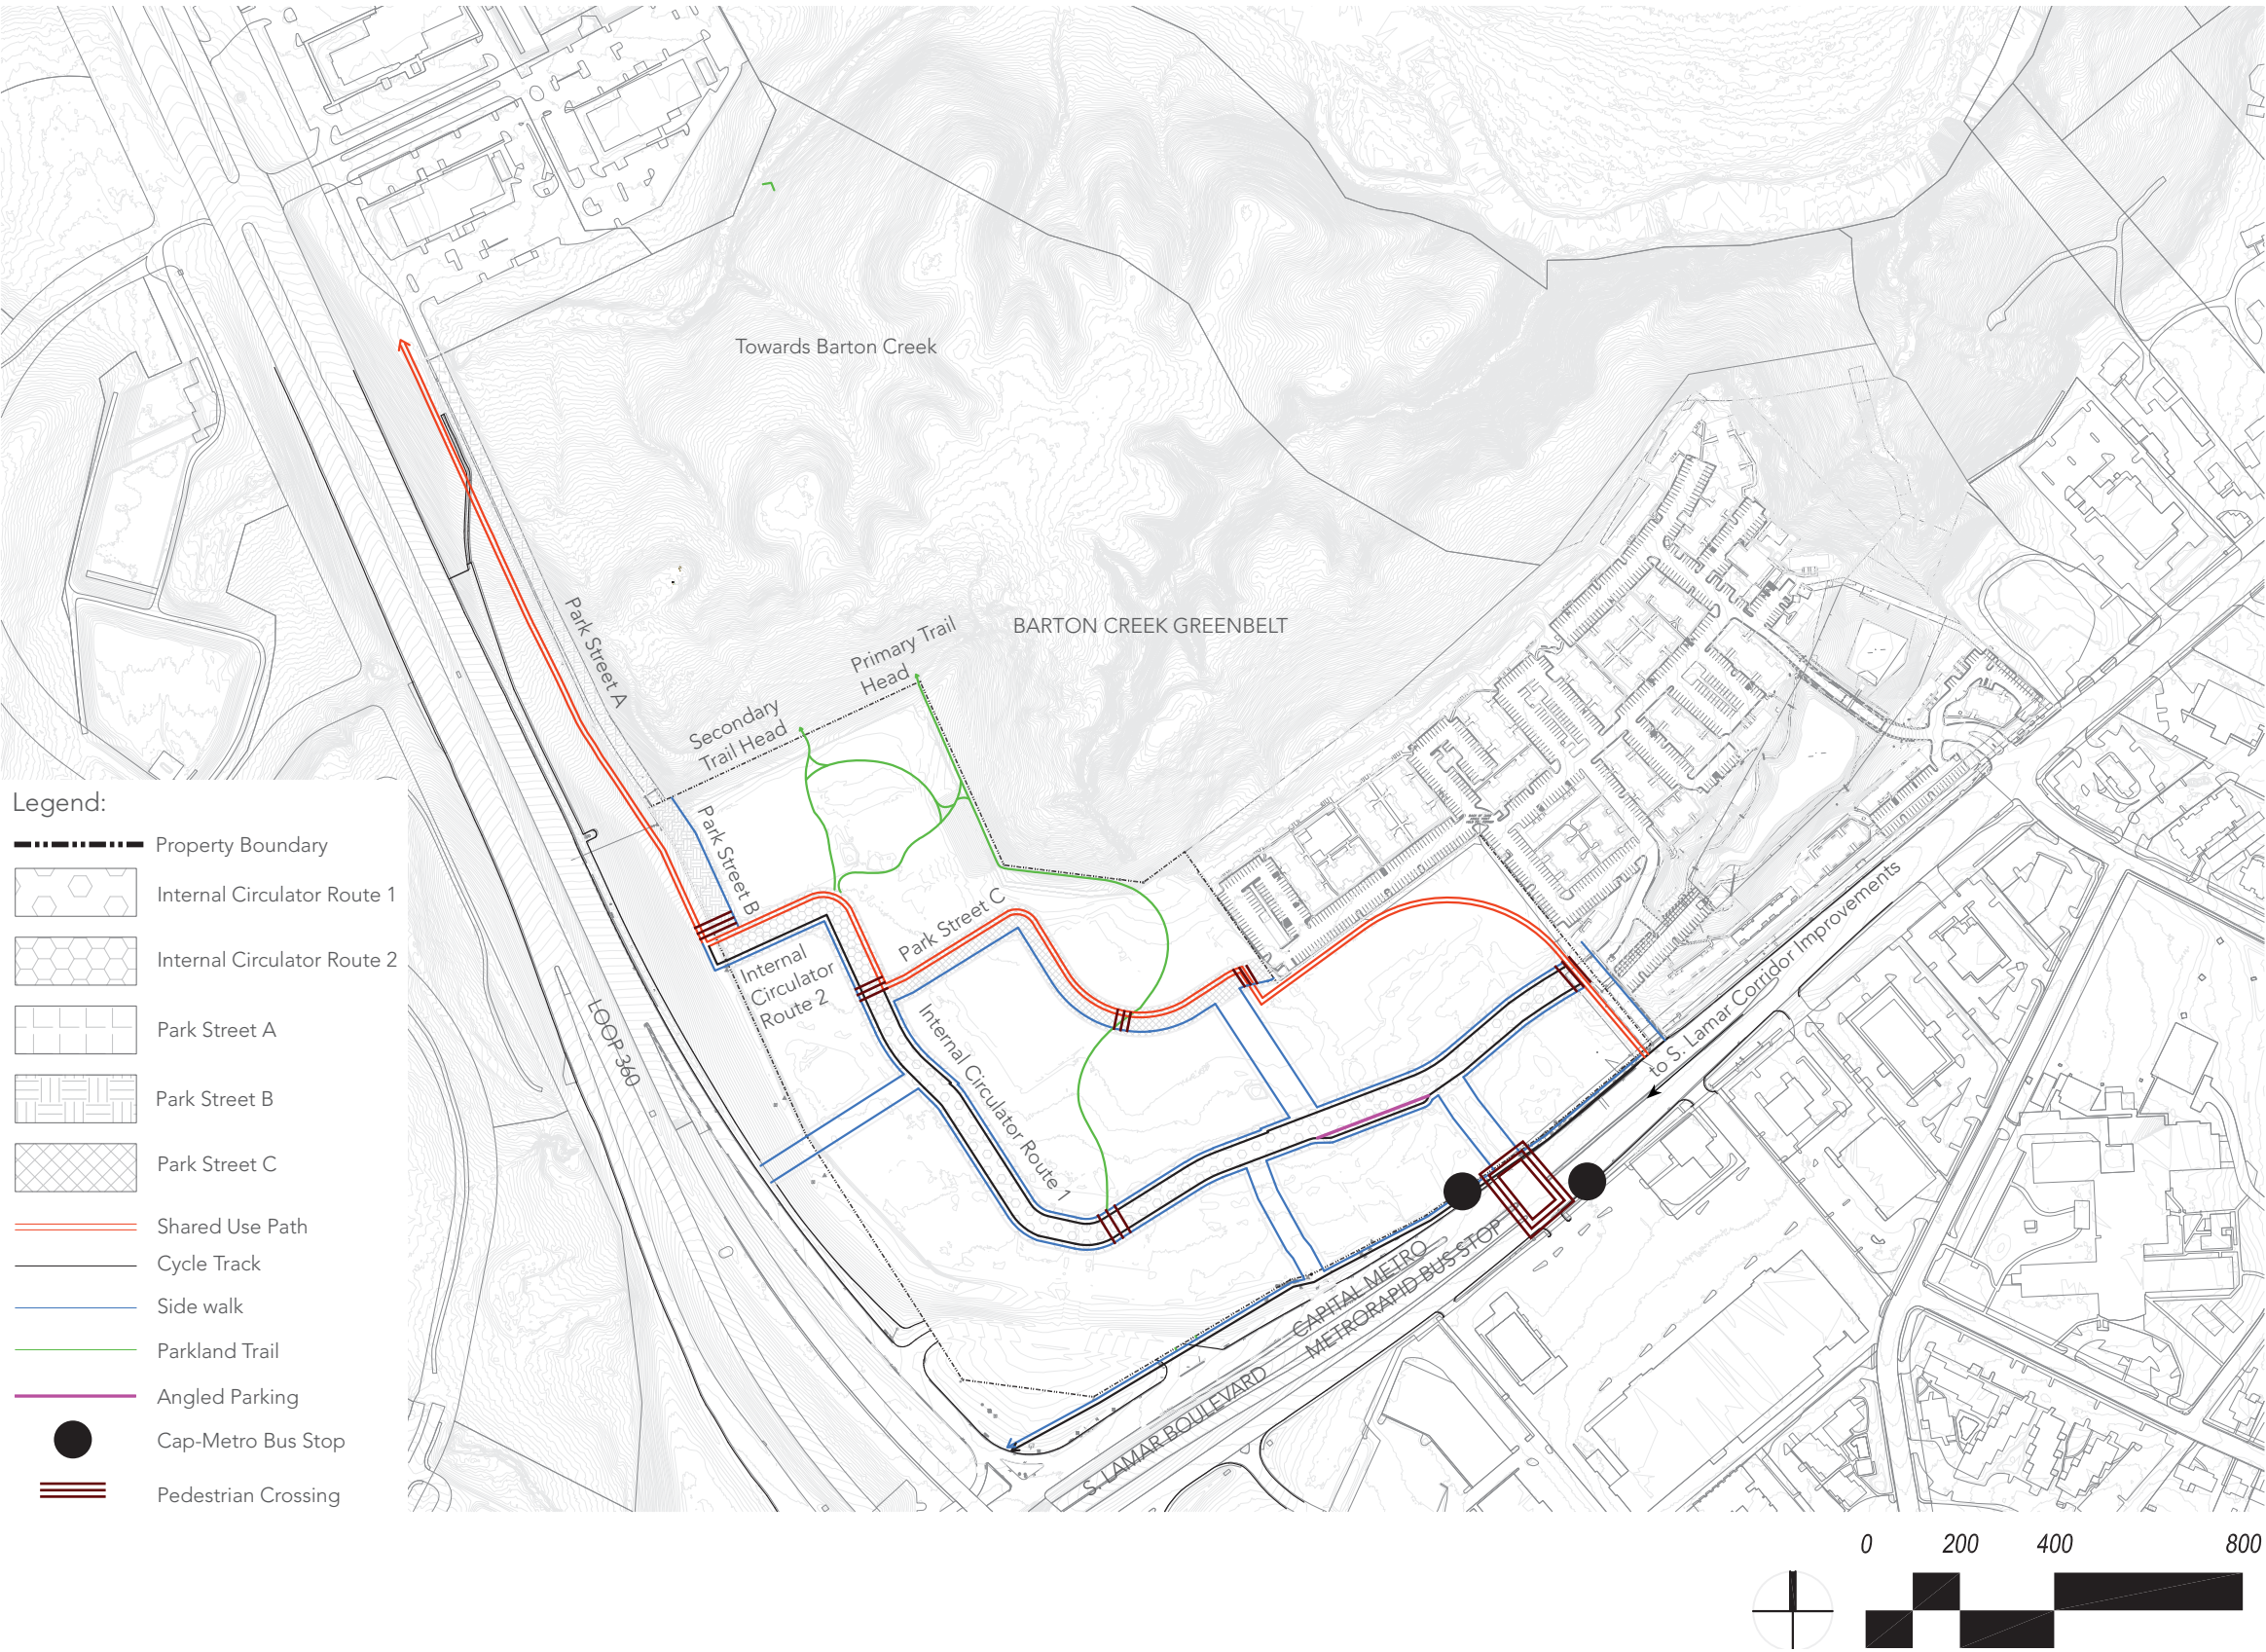 Towards Barton Creek
BARTON CREEK GREENBELT
Park Street A
Primary Trail
Head
Secondary
Trail Head
Park Street B
Park Street C
Internal
Circulator
Route 2
Internal Circulator Route 1
LOOP 360
to S. Lamar Corridor Improvements
CAPITAL METRO
METRORAPID BUS STOP
S. LAMAR BOULEVARD
Legend:
Property Boundary
Internal Circulator Route 1
Internal Circulator Route 2
Park Street A
Park Street B
Park Street C
Shared Use Path
Cycle Track
Side walk
Parkland Trail
Angled Parking
Cap-Metro Bus Stop
Pedestrian Crossing
0 200 400 800